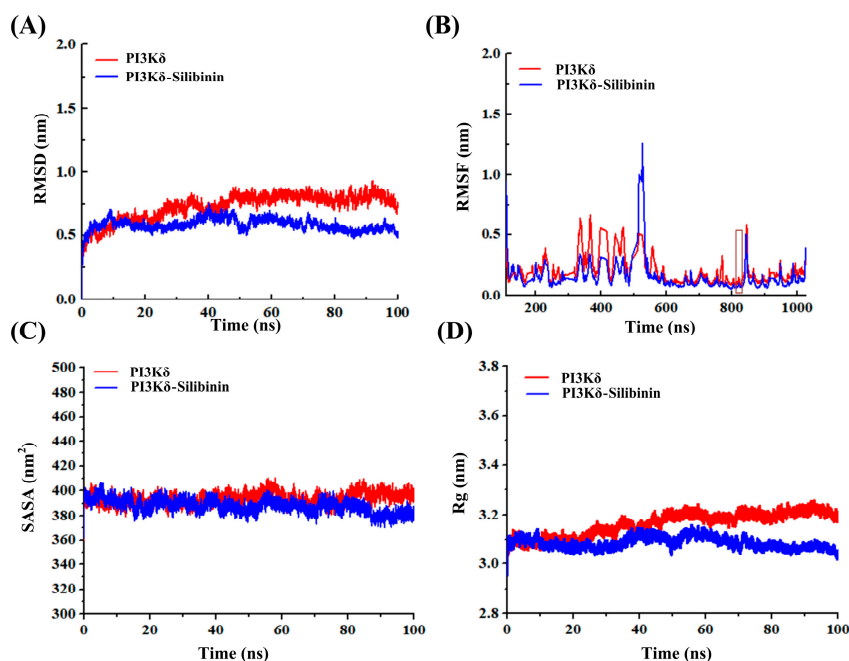 (A)
2.0
1.5
1.0
0.5
0.0
RMSD (nm)
PI3Kδ
PI3Kδ-Silibinin
0 20 40 60 80 100
Time (ns)
(B)
2.0
1.5
1.0
0.5
0.0
RMSF (nm)
PI3Kδ
PI3Kδ-Silibinin
200 400 600 800 1000
Time (ns)
(C)
500
480
460
440
420
400
380
360
340
320
300
SASA (nm²)
PI3Kδ
PI3Kδ-Silibinin
0 20 40 60 80 100
Time (ns)
(D)
3.8
3.6
3.4
3.2
3.0
2.8
Rg (nm)
PI3Kδ
PI3Kδ-Silibinin
0 20 40 60 80 100
Time (ns)